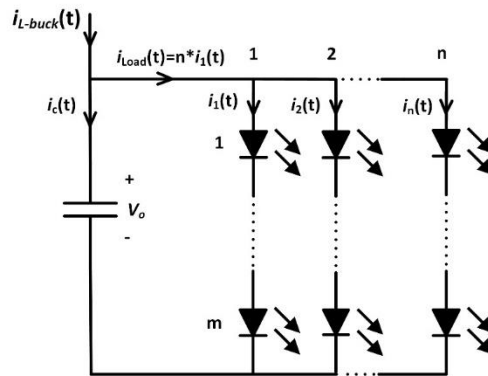 i_L-buck(t)
i_Load(t)=n*i_1(t) 1 2 n
i_c(t) i_1(t) i_2(t) i_n(t)
1
+
V_o
-
m